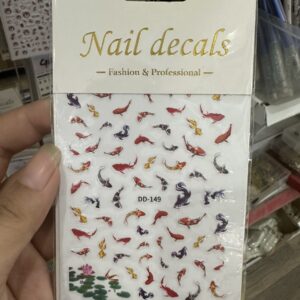 Nail decals
Fashion & Professional
DD-149